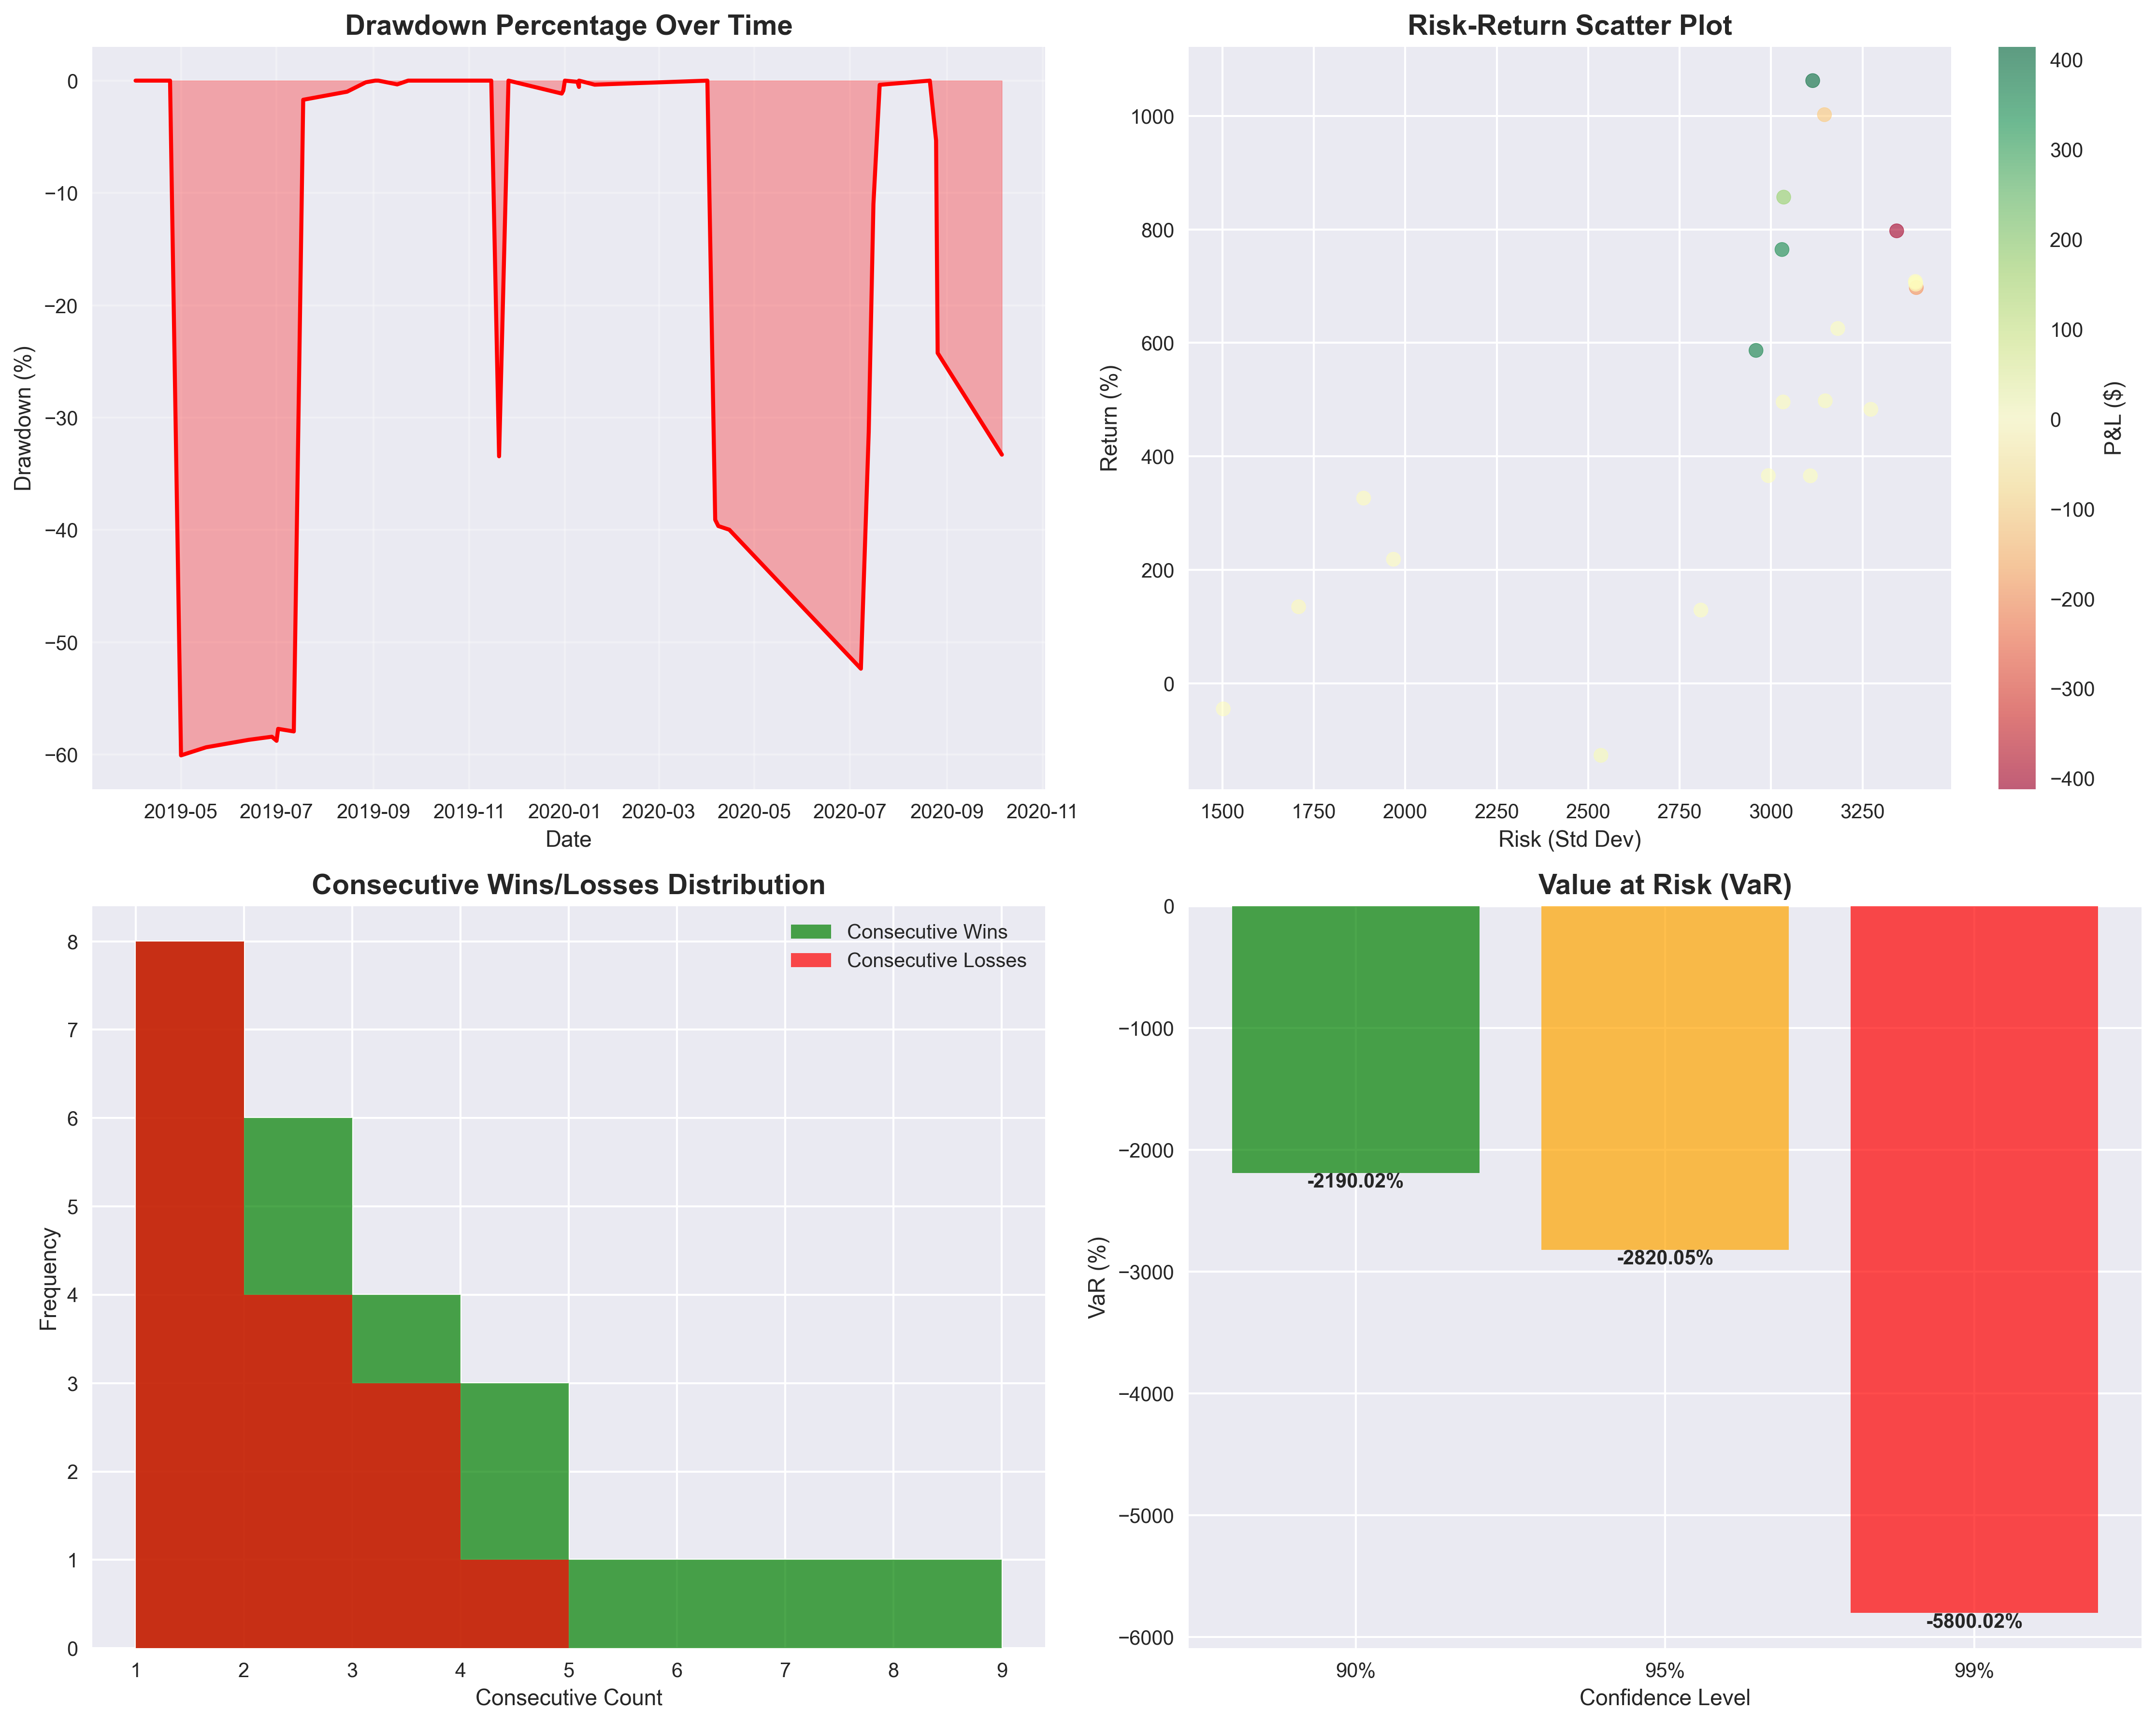 Drawdown Percentage Over Time
0
−10
−20
−30
−40
−50
−60
Drawdown (%)
2019-05 2019-07 2019-09 2019-11 2020-01 2020-03 2020-05 2020-07 2020-09 2020-11
Date
Risk-Return Scatter Plot
1000
800
600
400
200
0
Return (%)
1500 1750 2000 2250 2500 2750 3000 3250
Risk (Std Dev)
400
300
200
100
0
−100
−200
−300
−400
P&L ($)
Consecutive Wins/Losses Distribution
Consecutive Wins
Consecutive Losses
8
7
6
5
4
3
2
1
0
Frequency
1 2 3 4 5 6 7 8 9
Consecutive Count
Value at Risk (VaR)
0
−1000
−2000
−3000
−4000
−5000
−6000
VaR (%)
-2190.02%
-2820.05%
-5800.02%
90% 95% 99%
Confidence Level